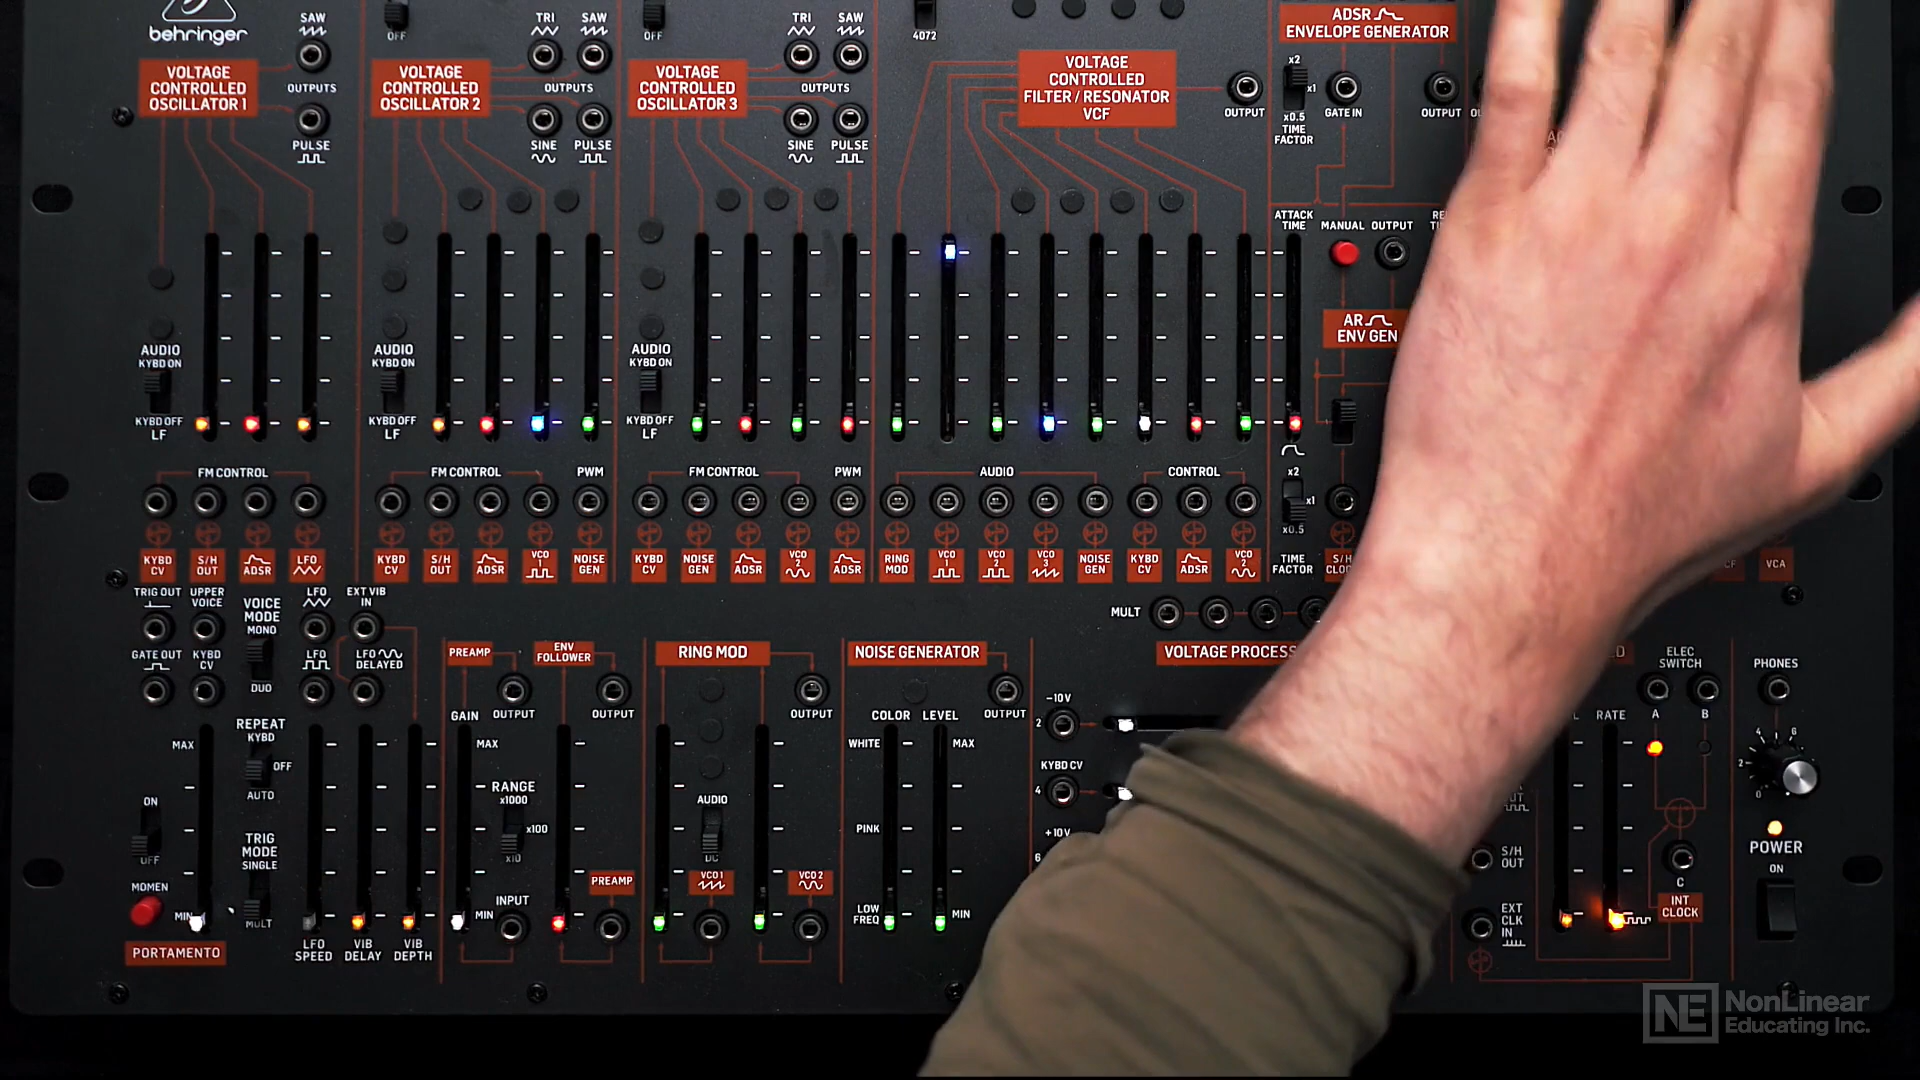 behringer
SAW
OUTPUTS
PULSE
VOLTAGE
CONTROLLED
OSCILLATOR 1
OFF
TRI
SAW
OUTPUTS
SINE
PULSE
VOLTAGE
CONTROLLED
OSCILLATOR 2
OFF
TRI
SAW
OUTPUTS
SINE
PULSE
VOLTAGE
CONTROLLED
OSCILLATOR 3
4072
VOLTAGE
CONTROLLED
FILTER / RESONATOR
VCF
OUTPUT
ADSR
ENVELOPE GENERATOR
x2
x1
x0.5
TIME
FACTOR
GATE IN
OUTPUT
ATTACK
TIME
MANUAL
OUTPUT
AR
ENV GEN
AUDIO
KYBD ON
KYBD OFF
LF
AUDIO
KYBD ON
KYBD OFF
LF
AUDIO
KYBD ON
KYBD OFF
LF
FM CONTROL
FM CONTROL
PWM
FM CONTROL
PWM
AUDIO
CONTROL
x2
x1
x0.5
TIME
FACTOR
KYBD
CV
S/H
OUT
ADSR
LFO
KYBD
CV
S/H
OUT
ADSR
VCO
1
NOISE
GEN
KYBD
CV
NOISE
GEN
ADSR
VCO
2
ADSR
RING
MOD
VCO
1
VCO
2
VCO
3
NOISE
GEN
KYBD
CV
ADSR
VCO
2
S/H
VCA
TRIG OUT
UPPER
VOICE
GATE OUT
KYBD
CV
VOICE
MODE
MONO
DUO
LFO
EXT VIB
IN
LFO
LFO
DELAYED
MULT
REPEAT
KYBD
OFF
AUTO
TRIG
MODE
SINGLE
MULT
MAX
ON
OFF
MOMEN
MIN
PORTAMENTO
LFO
SPEED
VIB
DELAY
VIB
DEPTH
PREAMP
ENV
FOLLOWER
GAIN
OUTPUT
OUTPUT
MAX
RANGE
x1000
x100
x10
MIN
INPUT
PREAMP
RING MOD
OUTPUT
AUDIO
DC
VCO 1
VCO 2
NOISE GENERATOR
COLOR
LEVEL
OUTPUT
WHITE
MAX
PINK
LOW
FREQ
MIN
-10V
2
KYBD CV
4
+10V
6
RATE
ELEC
SWITCH
A
B
S/H
OUT
C
EXT
CLK
IN
INT
CLOCK
PHONES
2
4
6
0
POWER
ON
NE NonLinear
Educating Inc.